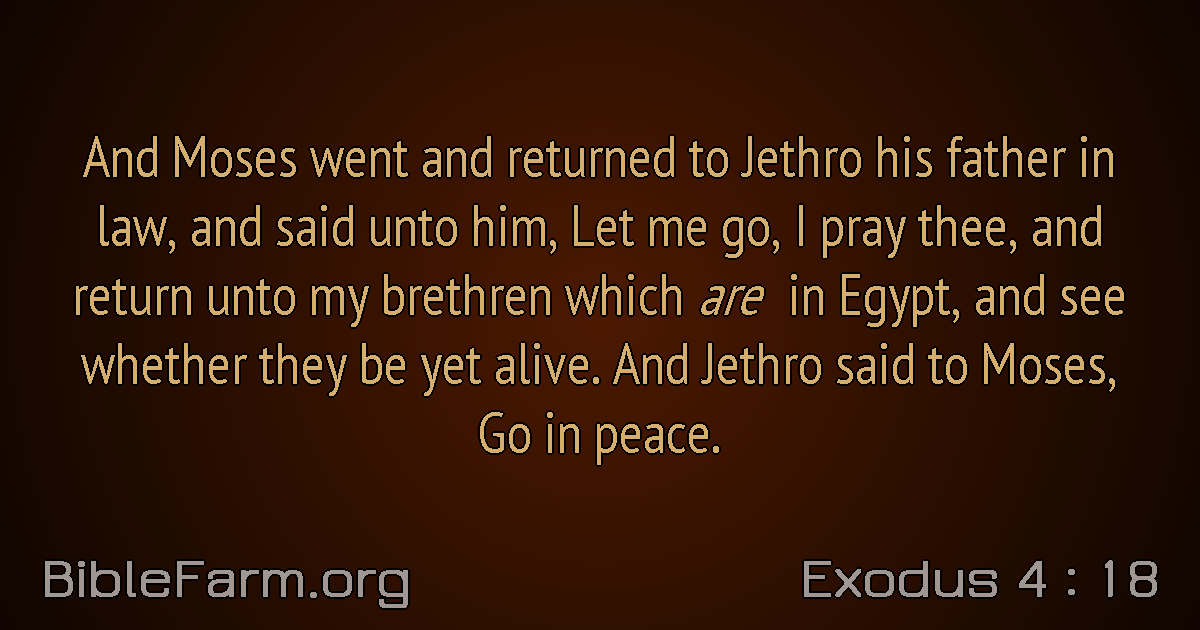 And Moses went and returned to Jethro his father in
law, and said unto him, Let me go, I pray thee, and
return unto my brethren which are in Egypt, and see
whether they be yet alive. And Jethro said to Moses,
Go in peace.
BibleFarm.org
Exodus 4 : 18